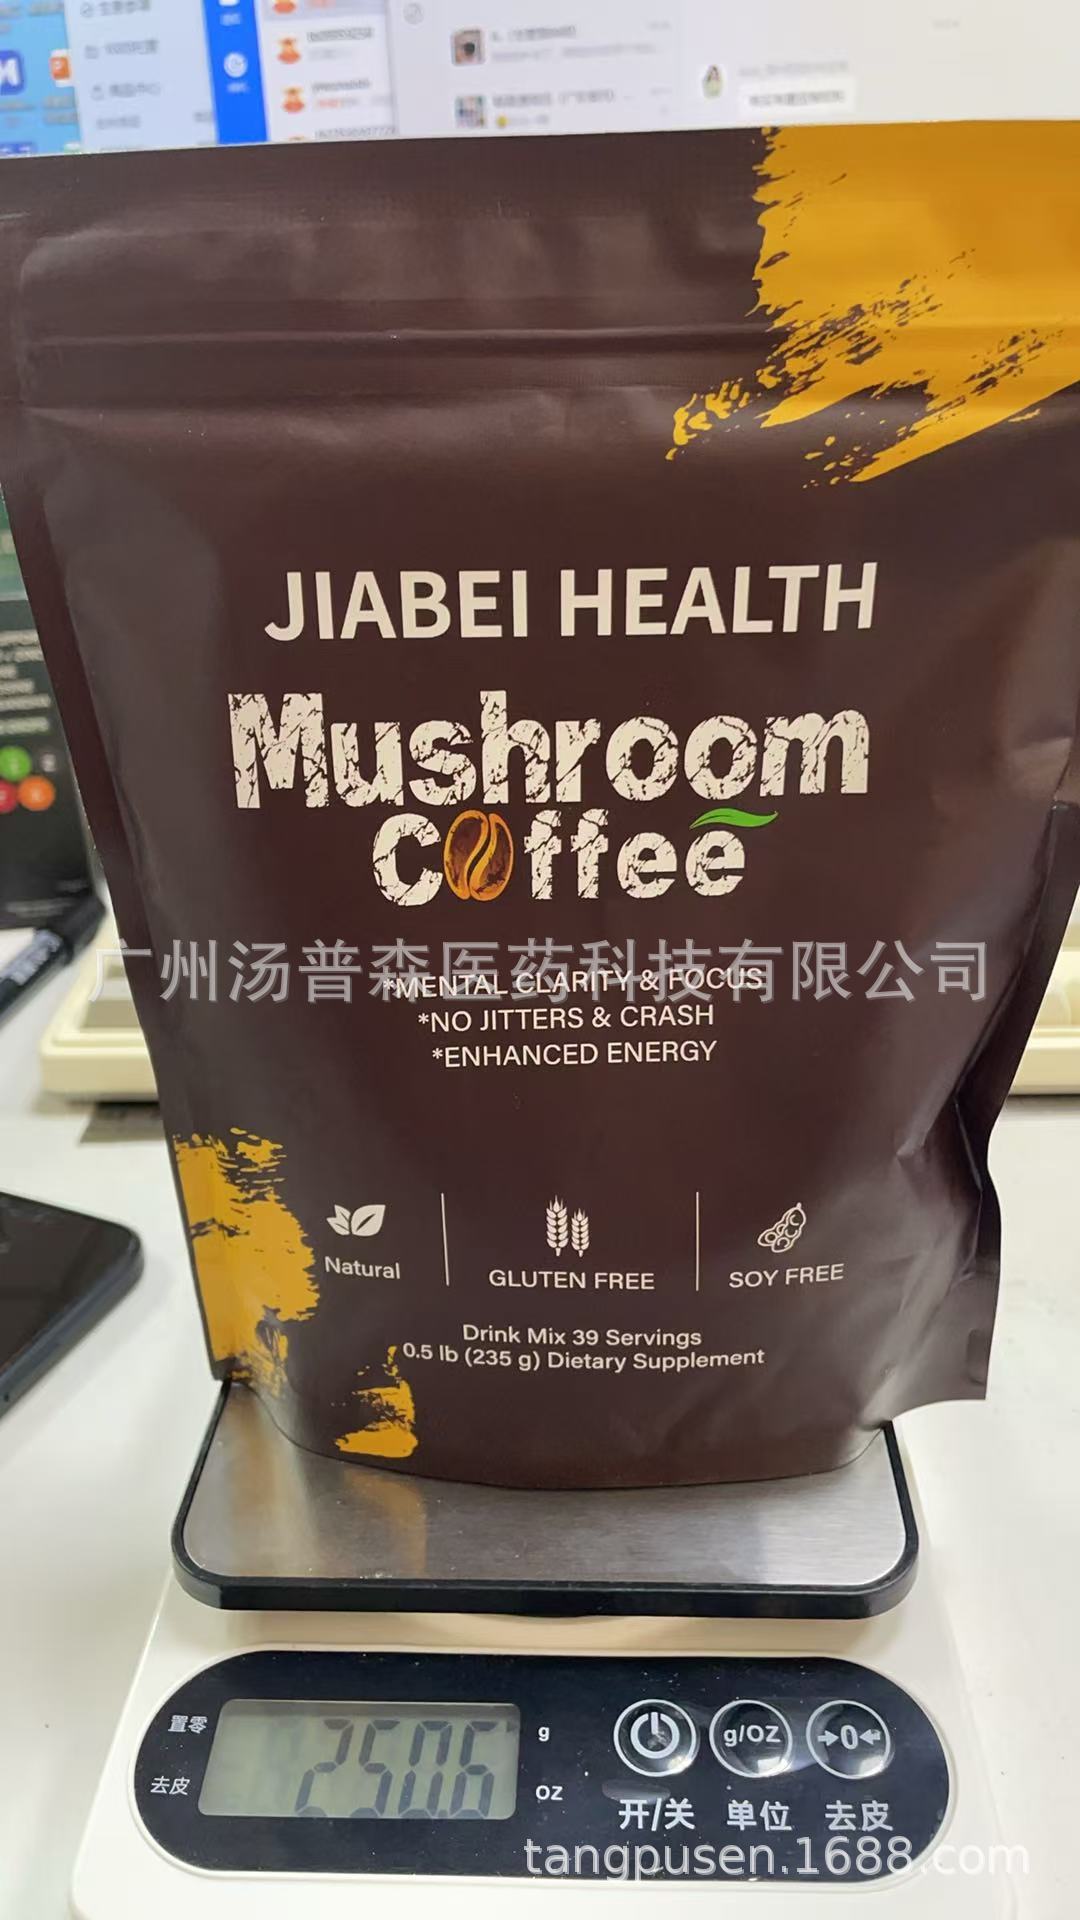 JIABEI HEALTH
Mushroom
Coffee
广州汤普森医药科技有限公司
*MENTAL CLARITY & FOCUS
*NO JITTERS & CRASH
*ENHANCED ENERGY
Natural
GLUTEN FREE
SOY FREE
Drink Mix 39 Servings
0.5 lb (235 g) Dietary Supplement
置零
去皮
250.6
g
OZ
g/OZ
→0←
开/关
单位
去皮
tangpusen.1688.com